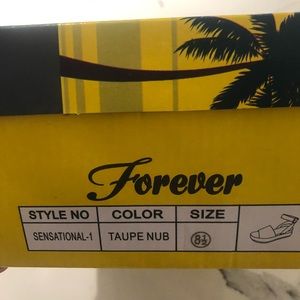 Forever
STYLE NO COLOR SIZE
SENSATIONAL-1 TAUPE NUB 8½